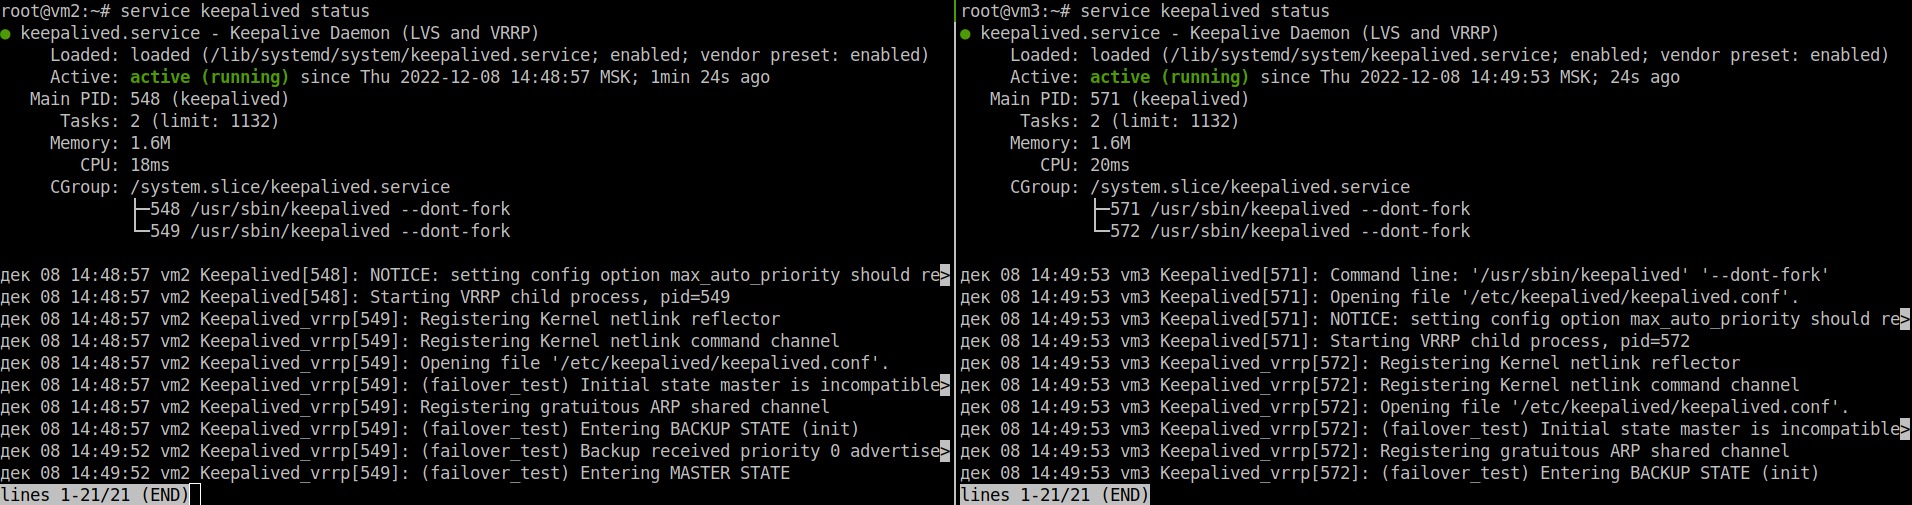 root@vm2:~# service keepalived status
● keepalived.service - Keepalive Daemon (LVS and VRRP)
Loaded: loaded (/lib/systemd/system/keepalived.service; enabled; vendor preset: enabled)
Active: active (running) since Thu 2022-12-08 14:48:57 MSK; 1min 24s ago
Main PID: 548 (keepalived)
Tasks: 2 (limit: 1132)
Memory: 1.6M
CPU: 18ms
CGroup: /system.slice/keepalived.service
├─548 /usr/sbin/keepalived --dont-fork
└─549 /usr/sbin/keepalived --dont-fork
дек 08 14:48:57 vm2 Keepalived[548]: NOTICE: setting config option max_auto_priority should re>
дек 08 14:48:57 vm2 Keepalived[548]: Starting VRRP child process, pid=549
дек 08 14:48:57 vm2 Keepalived_vrrp[549]: Registering Kernel netlink reflector
дек 08 14:48:57 vm2 Keepalived_vrrp[549]: Registering Kernel netlink command channel
дек 08 14:48:57 vm2 Keepalived_vrrp[549]: Opening file '/etc/keepalived/keepalived.conf'.
дек 08 14:48:57 vm2 Keepalived_vrrp[549]: (failover_test) Initial state master is incompatible>
дек 08 14:48:57 vm2 Keepalived_vrrp[549]: Registering gratuitous ARP shared channel
дек 08 14:48:57 vm2 Keepalived_vrrp[549]: (failover_test) Entering BACKUP STATE (init)
дек 08 14:49:52 vm2 Keepalived_vrrp[549]: (failover_test) Backup received priority 0 advertise>
дек 08 14:49:52 vm2 Keepalived_vrrp[549]: (failover_test) Entering MASTER STATE
lines 1-21/21 (END)
root@vm3:~# service keepalived status
● keepalived.service - Keepalive Daemon (LVS and VRRP)
Loaded: loaded (/lib/systemd/system/keepalived.service; enabled; vendor preset: enabled)
Active: active (running) since Thu 2022-12-08 14:49:53 MSK; 24s ago
Main PID: 571 (keepalived)
Tasks: 2 (limit: 1132)
Memory: 1.6M
CPU: 20ms
CGroup: /system.slice/keepalived.service
├─571 /usr/sbin/keepalived --dont-fork
└─572 /usr/sbin/keepalived --dont-fork
дек 08 14:49:53 vm3 Keepalived[571]: Command line: '/usr/sbin/keepalived' '--dont-fork'
дек 08 14:49:53 vm3 Keepalived[571]: Opening file '/etc/keepalived/keepalived.conf'.
дек 08 14:49:53 vm3 Keepalived[571]: NOTICE: setting config option max_auto_priority should re>
дек 08 14:49:53 vm3 Keepalived[571]: Starting VRRP child process, pid=572
дек 08 14:49:53 vm3 Keepalived_vrrp[572]: Registering Kernel netlink reflector
дек 08 14:49:53 vm3 Keepalived_vrrp[572]: Registering Kernel netlink command channel
дек 08 14:49:53 vm3 Keepalived_vrrp[572]: Opening file '/etc/keepalived/keepalived.conf'.
дек 08 14:49:53 vm3 Keepalived_vrrp[572]: (failover_test) Initial state master is incompatible>
дек 08 14:49:53 vm3 Keepalived_vrrp[572]: Registering gratuitous ARP shared channel
дек 08 14:49:53 vm3 Keepalived_vrrp[572]: (failover_test) Entering BACKUP STATE (init)
lines 1-21/21 (END)